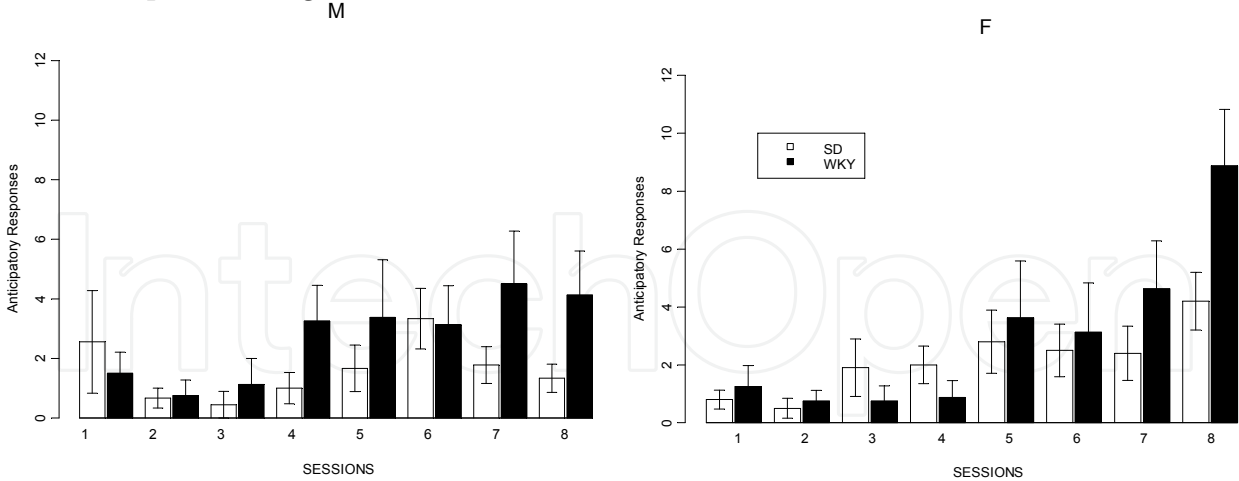 M
F
12
10
8
6
4
2
0
Anticipatory Responses
1 2 3 4 5 6 7 8
SESSIONS
12
10
8
6
4
2
0
Anticipatory Responses
SD
WKY
1 2 3 4 5 6 7 8
SESSIONS
IntechOpen